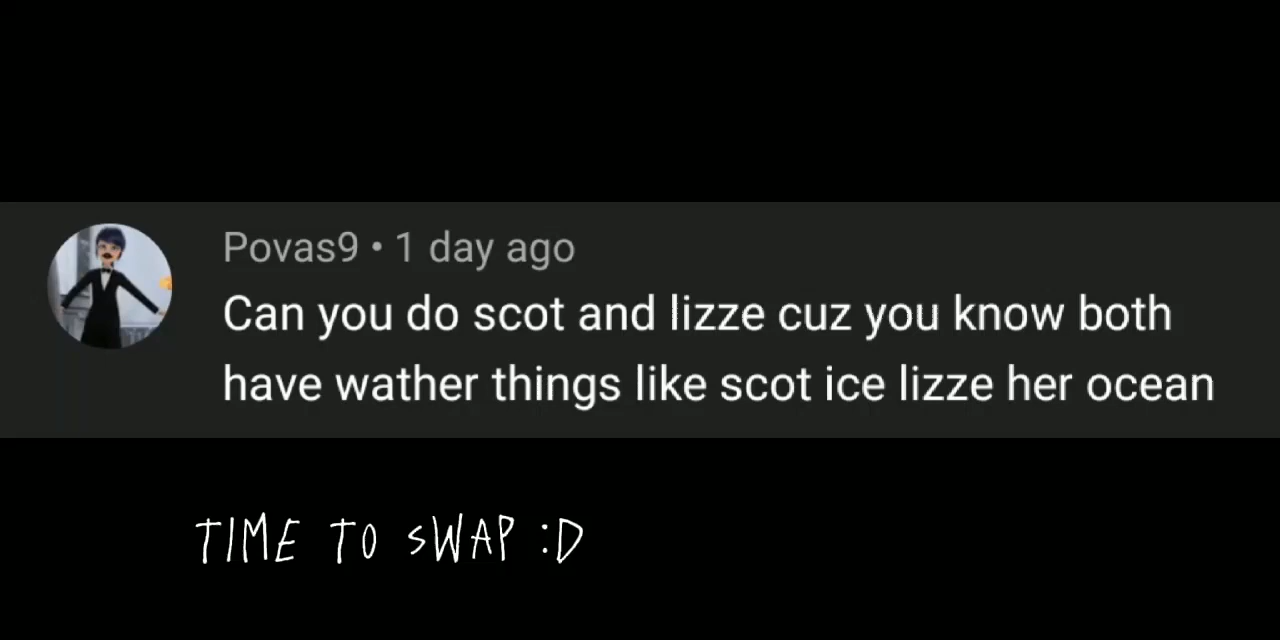 Povas9 • 1 day ago
Can you do scot and lizze cuz you know both
have wather things like scot ice lizze her ocean
TIME TO SWAP :D